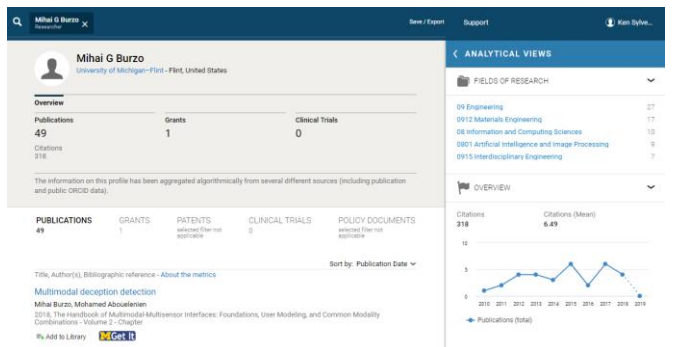 Mihai G Burzo
Researcher
Save / Export
Support
Ken Sylve...
Mihai G Burzo
University of Michigan–Flint - Flint, United States
Overview
Publications
49
Citations
318
Grants
1
Clinical Trials
0
The information on this profile has been aggregated algorithmically from several different sources (including publication
and public ORCID data).
PUBLICATIONS
49
GRANTS
1
PATENTS
selected filter not
applicable
CLINICAL TRIALS
0
POLICY DOCUMENTS
selected filter not
applicable
Sort by: Publication Date
Title, Author(s), Bibliographic reference - About the metrics
Multimodal deception detection
Mihai Burzo, Mohamed Abouelenien
2018, The Handbook of Multimodal-Multisensor Interfaces: Foundations, User Modeling, and Common Modality
Combinations - Volume 2 - Chapter
Add to Library
MGet It
ANALYTICAL VIEWS
FIELDS OF RESEARCH
09 Engineering 27
0912 Materials Engineering 17
08 Information and Computing Sciences 10
0801 Artificial Intelligence and Image Processing 9
0915 Interdisciplinary Engineering 7
OVERVIEW
Citations
318
Citations (Mean)
6.49
10
5
0
2010 2011 2012 2013 2014 2015 2016 2017 2018 2019
Publications (total)